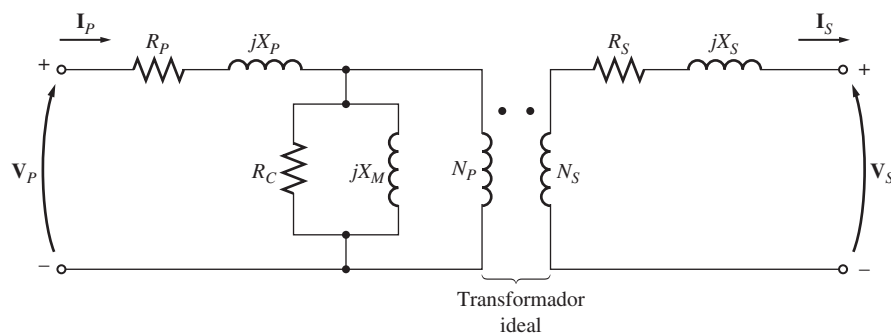 I_P
R_P
jX_P
R_S
jX_S
I_S
+
+
V_P
R_C
jX_M
N_P
N_S
V_S
−
−
Transformador
ideal